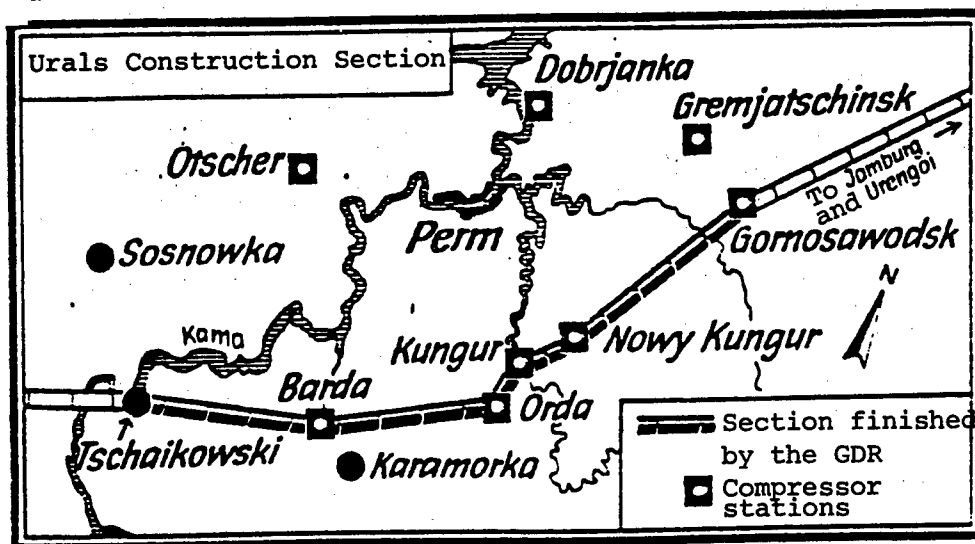 Urals Construction Section
Dobrjanka
Gremjatschinsk
Otscher
To Jamburg
and Urengoi
Perm
Gornosawodsk
Sosnowka
N
Kama
Kungur
Nowy Kungur
Barda
Orda
Tschaikowski
Karamorka
Section finished
by the GDR
Compressor
stations